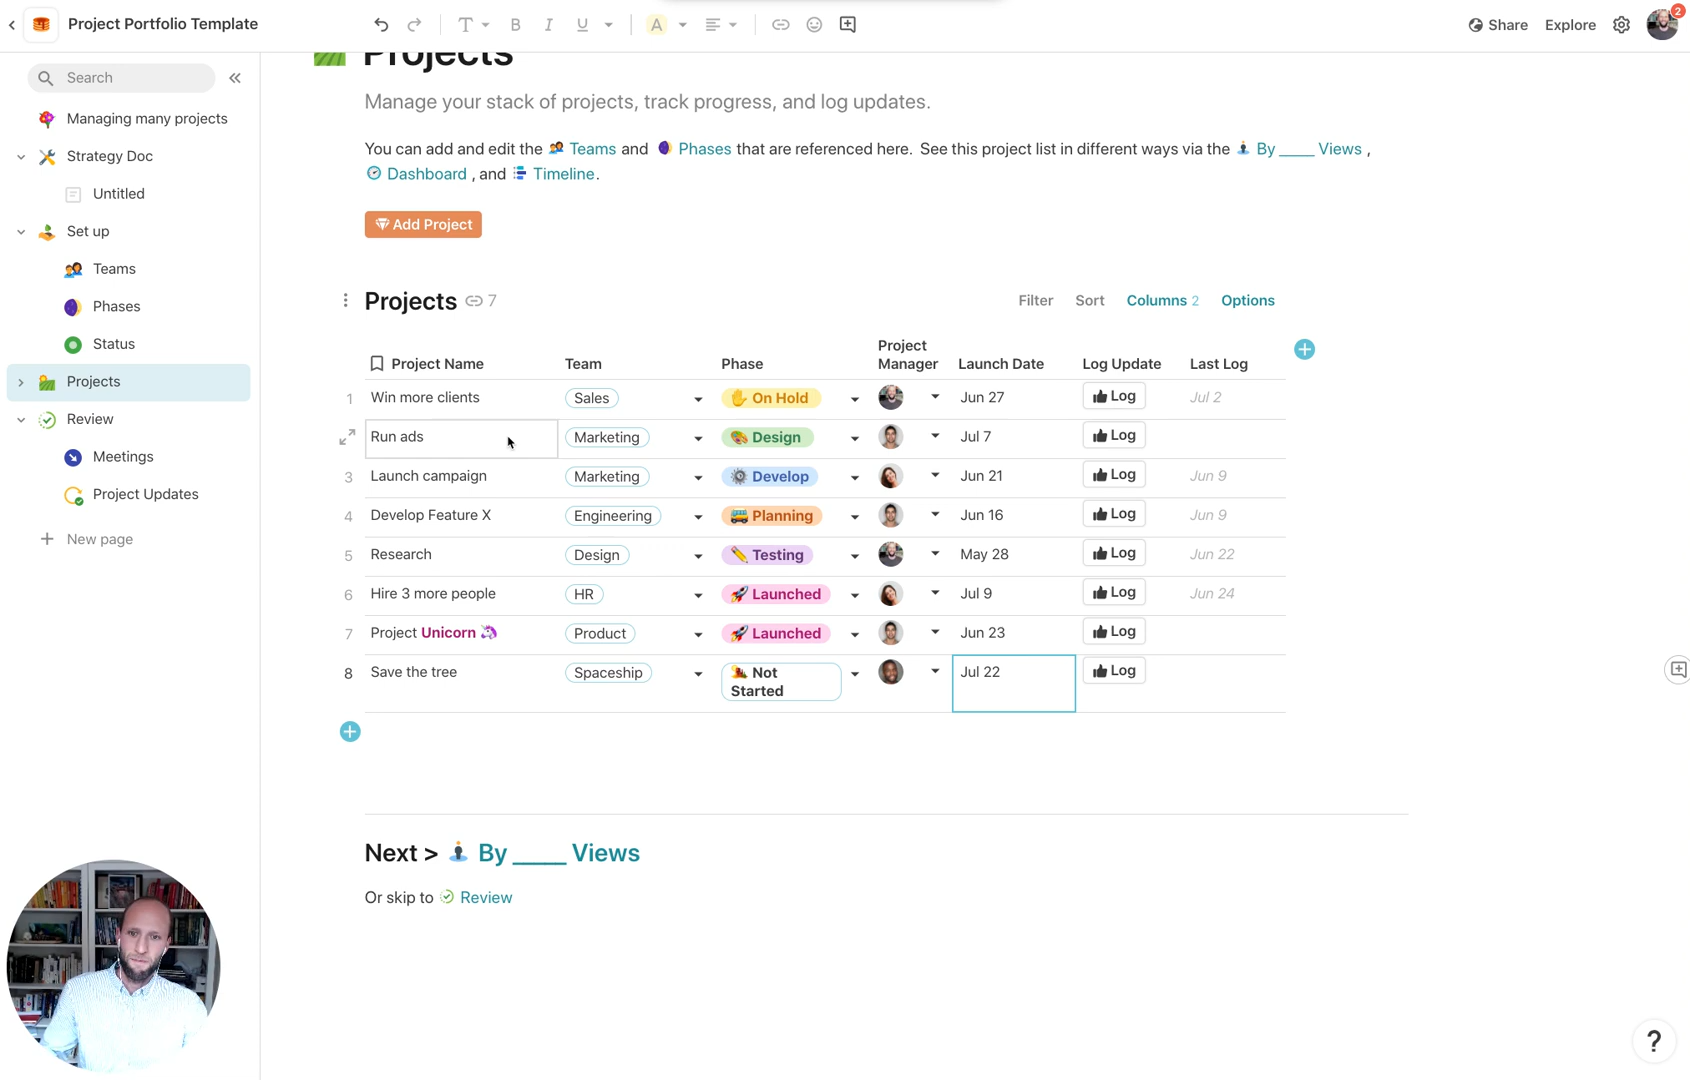 Project Portfolio Template
T B I U A
Share Explore 2
Search
Managing many projects
Strategy Doc
Untitled
Set up
Teams
Phases
Status
Projects
Review
Meetings
Project Updates
New page
Projects
Manage your stack of projects, track progress, and log updates.
You can add and edit the Teams and Phases that are referenced here. See this project list in different ways via the By ____ Views ,
Dashboard , and Timeline.
Add Project
Projects 7 Filter Sort Columns 2 Options
Project Name Team Phase Project Manager Launch Date Log Update Last Log
1 Win more clients Sales On Hold Jun 27 Log Jul 2
Run ads Marketing Design Jul 7 Log
3 Launch campaign Marketing Develop Jun 21 Log Jun 9
4 Develop Feature X Engineering Planning Jun 16 Log Jun 9
5 Research Design Testing May 28 Log Jun 22
6 Hire 3 more people HR Launched Jul 9 Log Jun 24
7 Project Unicorn Product Launched Jun 23 Log
8 Save the tree Spaceship Not Started Jul 22 Log
Next > By ____ Views
Or skip to Review
?